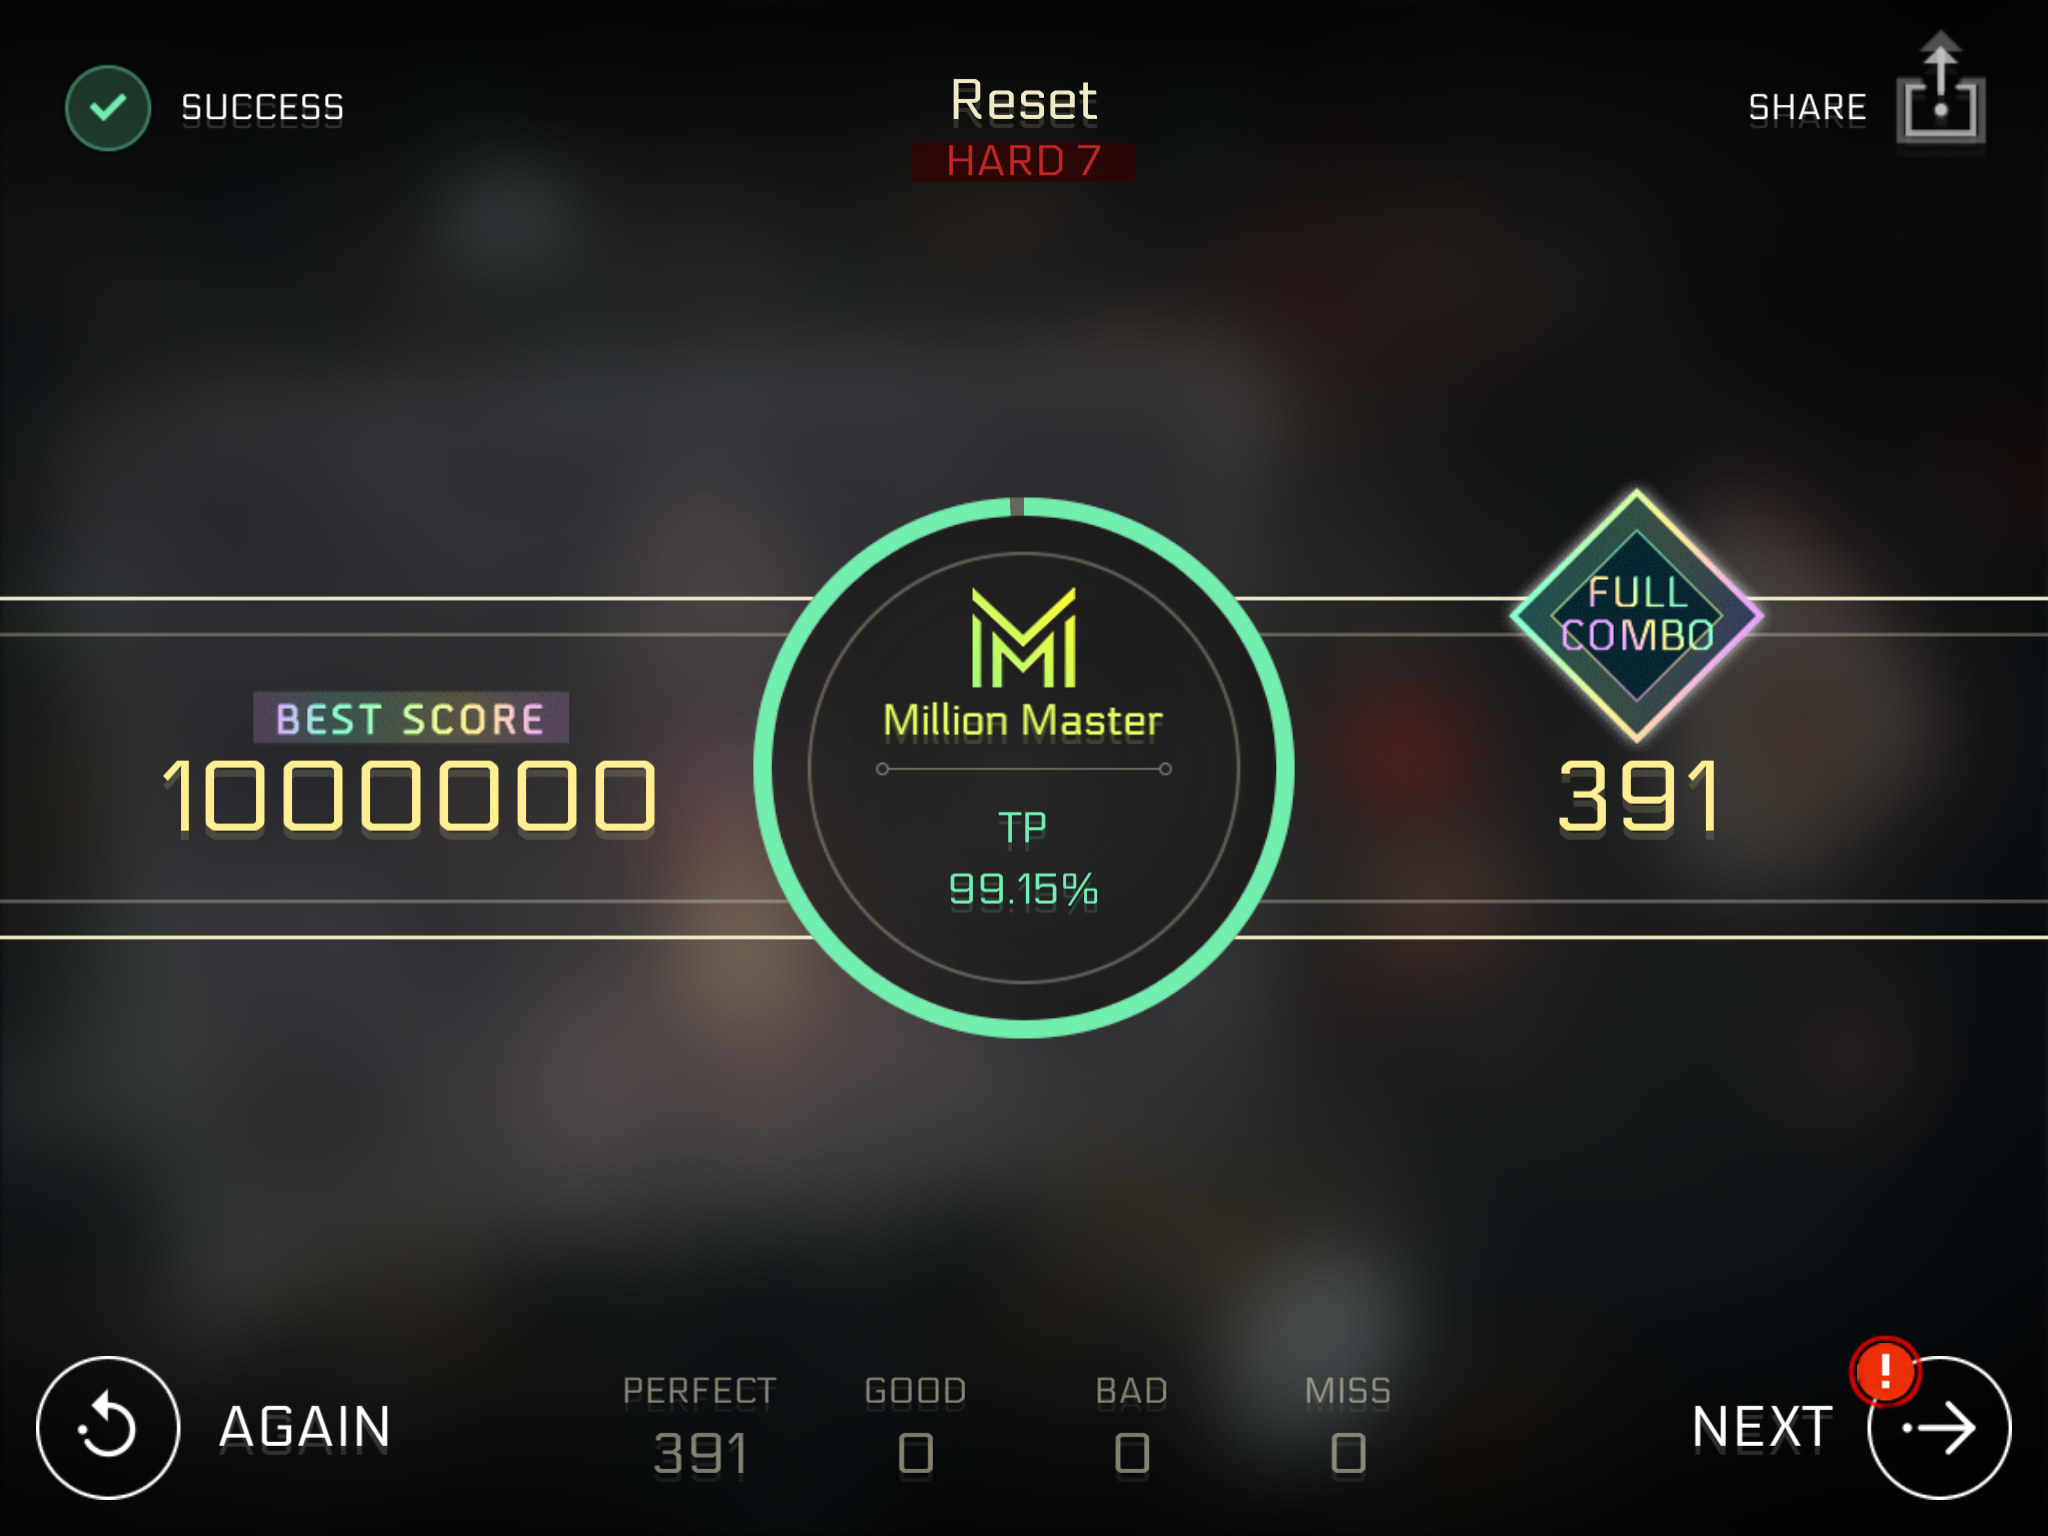 SUCCESS
Reset
HARD 7
SHARE
FULL
COMBO
BEST SCORE
1000000
Million Master
391
TP
99.15%
AGAIN
PERFECT GOOD BAD MISS
391 0 0 0
NEXT